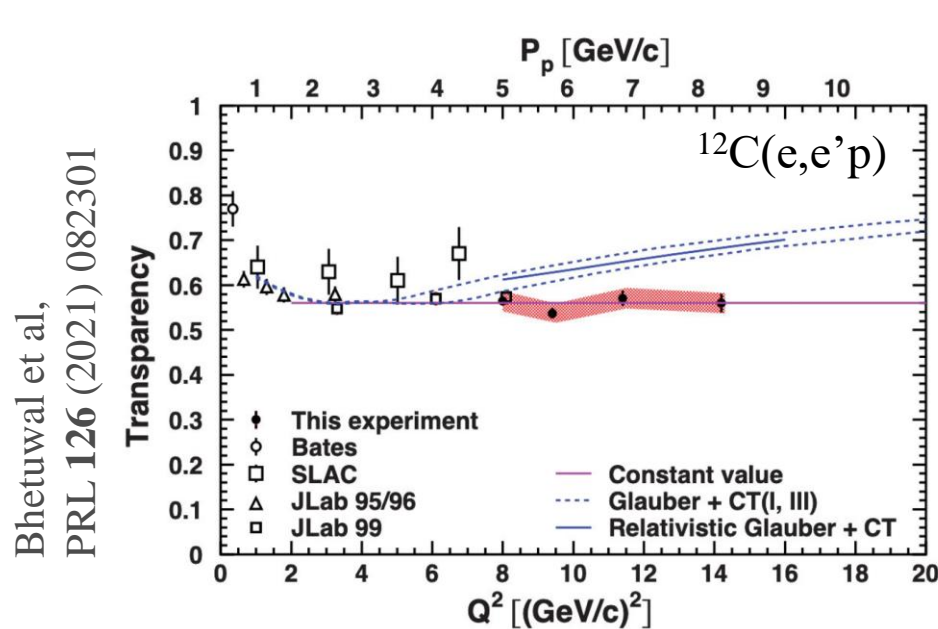 Bhetuwal et al,
PRL 126 (2021) 082301
P_p [GeV/c]
1 2 3 4 5 6 7 8 9 10
¹²C(e,e’p)
Transparency
1
0.9
0.8
0.7
0.6
0.5
0.4
0.3
0.2
0.1
0
This experiment
Bates
SLAC
JLab 95/96
JLab 99
Constant value
Glauber + CT(I, III)
Relativistic Glauber + CT
0 2 4 6 8 10 12 14 16 18 20
Q² [(GeV/c)²]